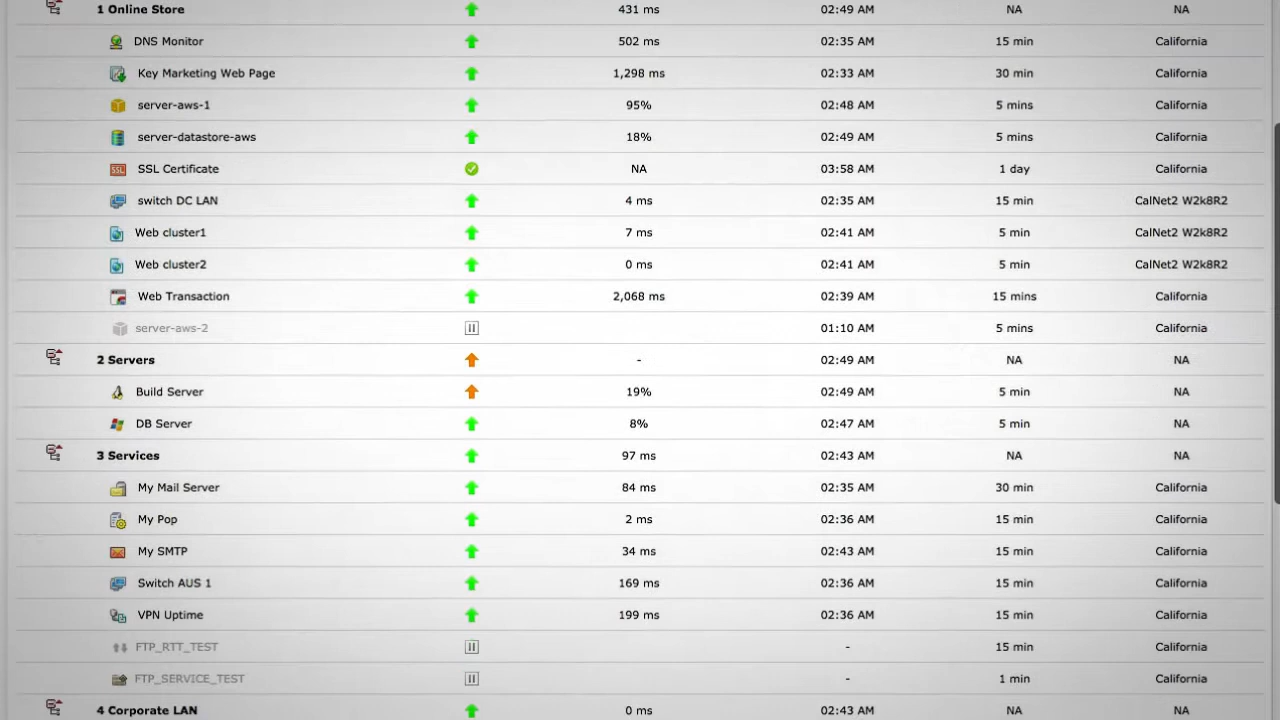 1 Online Store 431 ms 02:49 AM NA NA
DNS Monitor 502 ms 02:35 AM 15 min California
Key Marketing Web Page 1,298 ms 02:33 AM 30 min California
server-aws-1 95% 02:48 AM 5 mins California
server-datastore-aws 18% 02:49 AM 5 mins California
SSL SSL Certificate NA 03:58 AM 1 day California
switch DC LAN 4 ms 02:35 AM 15 min CalNet2 W2k8R2
Web cluster1 7 ms 02:41 AM 5 min CalNet2 W2k8R2
Web cluster2 0 ms 02:41 AM 5 min CalNet2 W2k8R2
Web Transaction 2,068 ms 02:39 AM 15 mins California
server-aws-2 01:10 AM 5 mins California
2 Servers - 02:49 AM NA NA
Build Server 19% 02:49 AM 5 min NA
DB Server 8% 02:47 AM 5 min NA
3 Services 97 ms 02:43 AM NA NA
My Mail Server 84 ms 02:35 AM 30 min California
My Pop 2 ms 02:36 AM 15 min California
My SMTP 34 ms 02:43 AM 15 min California
Switch AUS 1 169 ms 02:36 AM 15 min California
VPN Uptime 199 ms 02:36 AM 15 min California
FTP_RTT_TEST - 15 min California
FTP_SERVICE_TEST - 1 min California
4 Corporate LAN 0 ms 02:43 AM NA NA